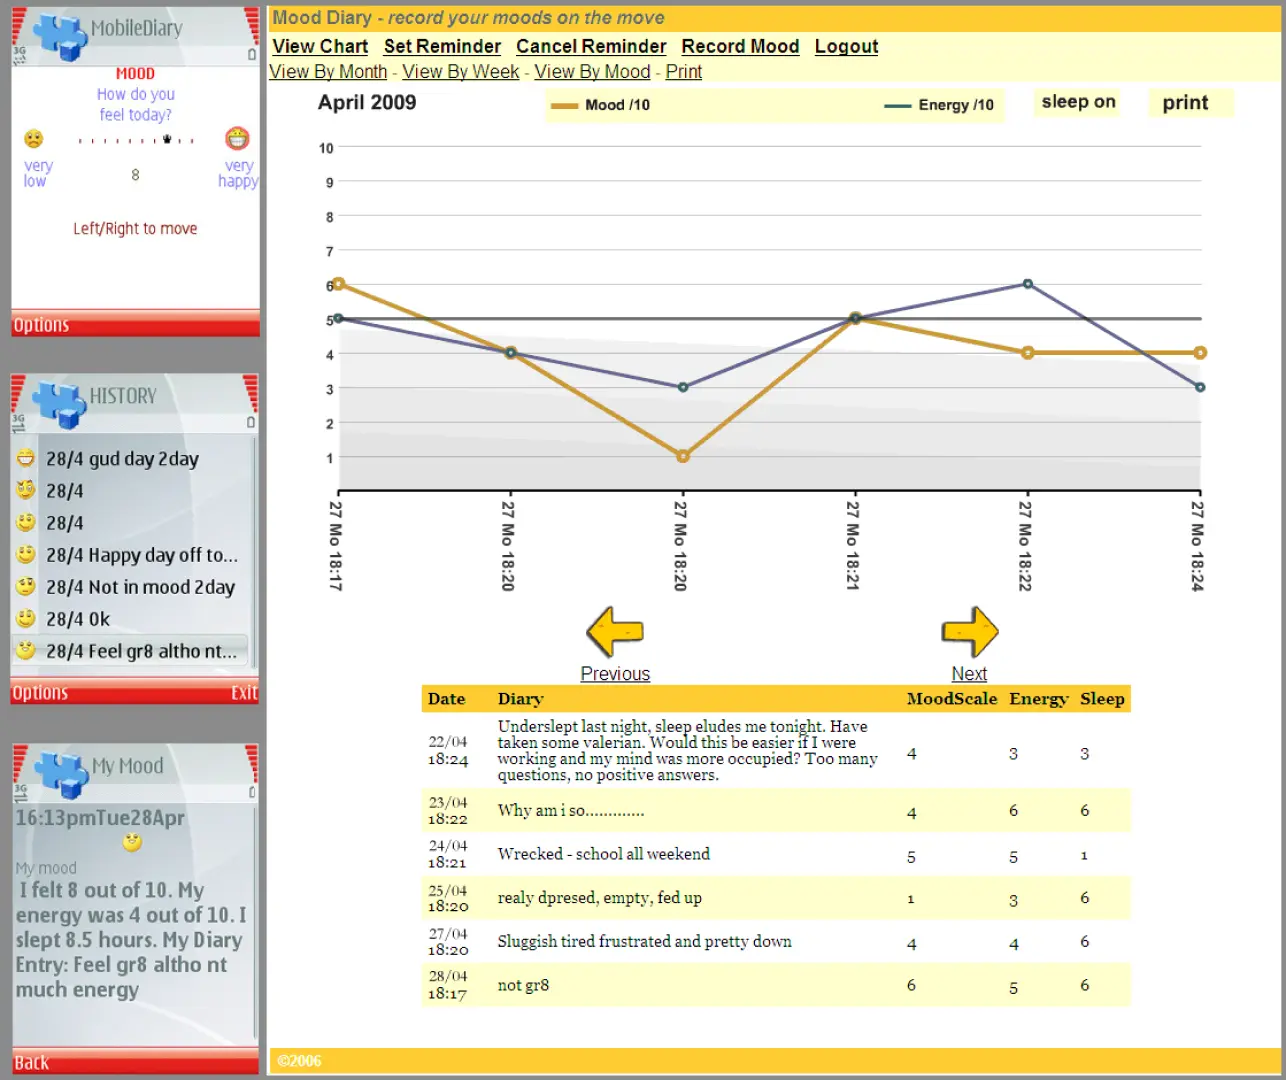 MobileDiary
3G
MOOD
How do you
feel today?
very
low
8
very
happy
Left/Right to move
Options
HISTORY
3G
28/4 gud day 2day
28/4
28/4
28/4 Happy day off to...
28/4 Not in mood 2day
28/4 Ok
28/4 Feel gr8 altho nt...
Options Exit
My Mood
3G
16:13pmTue28Apr
My mood
I felt 8 out of 10. My
energy was 4 out of 10. I
slept 8.5 hours. My Diary
Entry: Feel gr8 altho nt
much energy
Back
Mood Diary - record your moods on the move
View Chart Set Reminder Cancel Reminder Record Mood Logout
View By Month - View By Week - View By Mood - Print
April 2009 Mood /10 Energy /10 sleep on print
10
9
8
7
6
5
4
3
2
1
27 Mo 18:17
27 Mo 18:20
27 Mo 18:20
27 Mo 18:21
27 Mo 18:22
27 Mo 18:24
Previous Next
Date Diary MoodScale Energy Sleep
22/04
18:24
Underslept last night, sleep eludes me tonight. Have
taken some valerian. Would this be easier if I were
working and my mind was more occupied? Too many
questions, no positive answers.
4 3 3
23/04
18:22
Why am i so.............
4 6 6
24/04
18:21
Wrecked - school all weekend
5 5 1
25/04
18:20
realy dpresed, empty, fed up
1 3 6
27/04
18:20
Sluggish tired frustrated and pretty down
4 4 6
28/04
18:17
not gr8
6 5 6
©2006